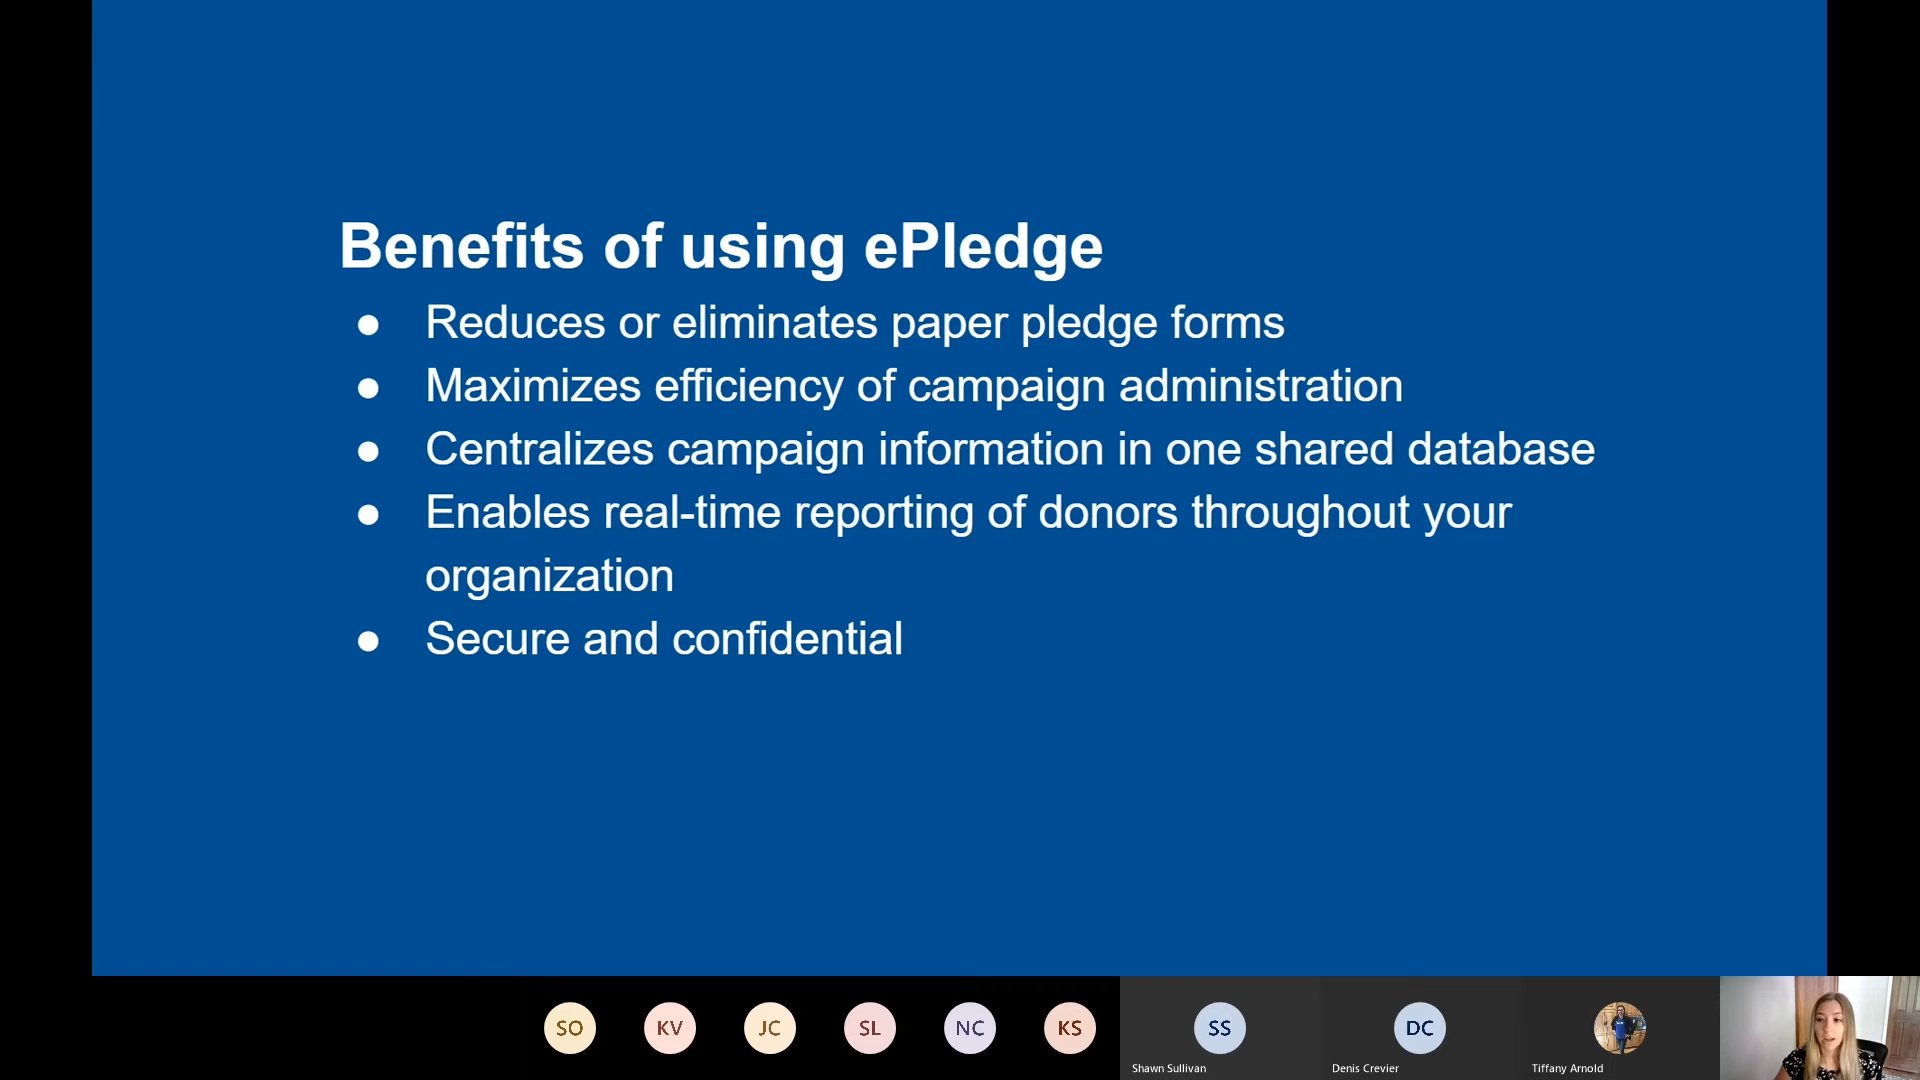 Benefits of using ePledge
● Reduces or eliminates paper pledge forms
● Maximizes efficiency of campaign administration
● Centralizes campaign information in one shared database
● Enables real-time reporting of donors throughout your
organization
● Secure and confidential
SO KV JC SL NC KS SS DC
Shawn Sullivan Denis Crevier Tiffany Arnold